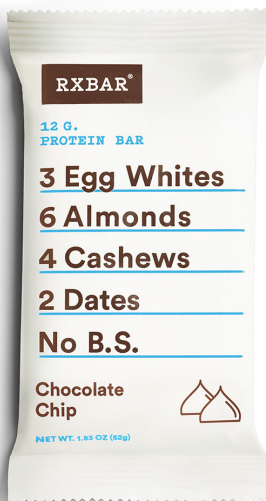 RXBAR®
12 G.
PROTEIN BAR
3 Egg Whites
6 Almonds
4 Cashews
2 Dates
No B.S.
Chocolate
Chip
NET WT. 1.83 OZ (52g)